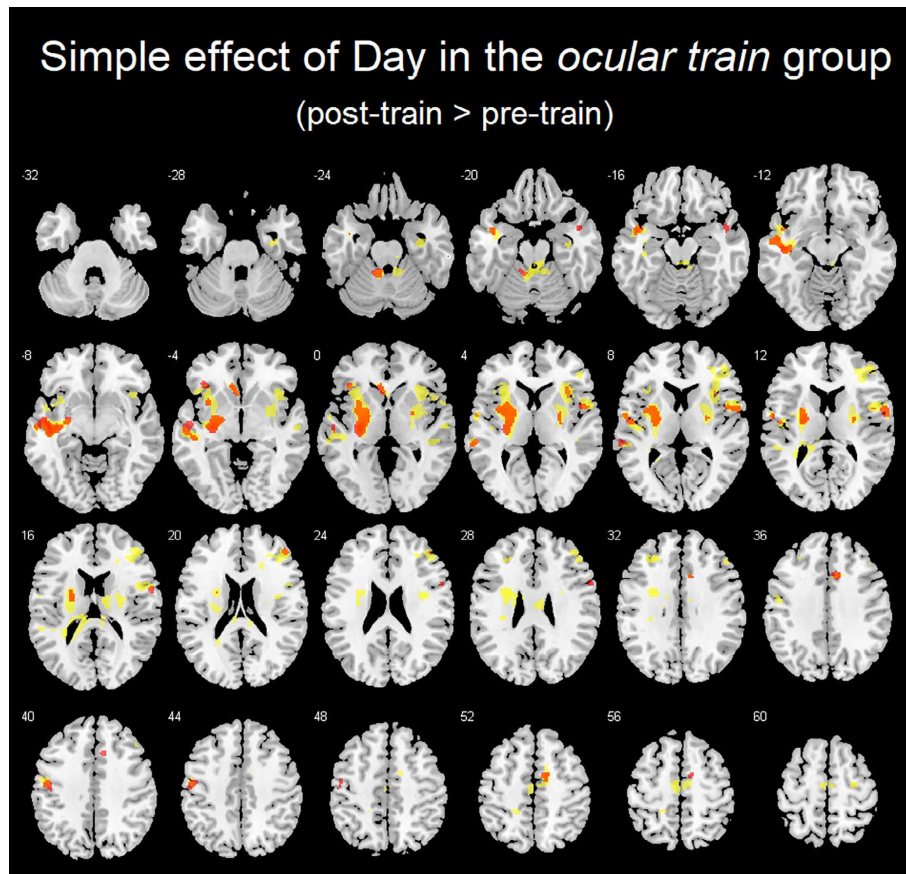 Simple effect of Day in the ocular train group
(post-train > pre-train)
-32 -28 -24 -20 -16 -12
-8 -4 0 4 8 12
16 20 24 28 32 36
40 44 48 52 56 60